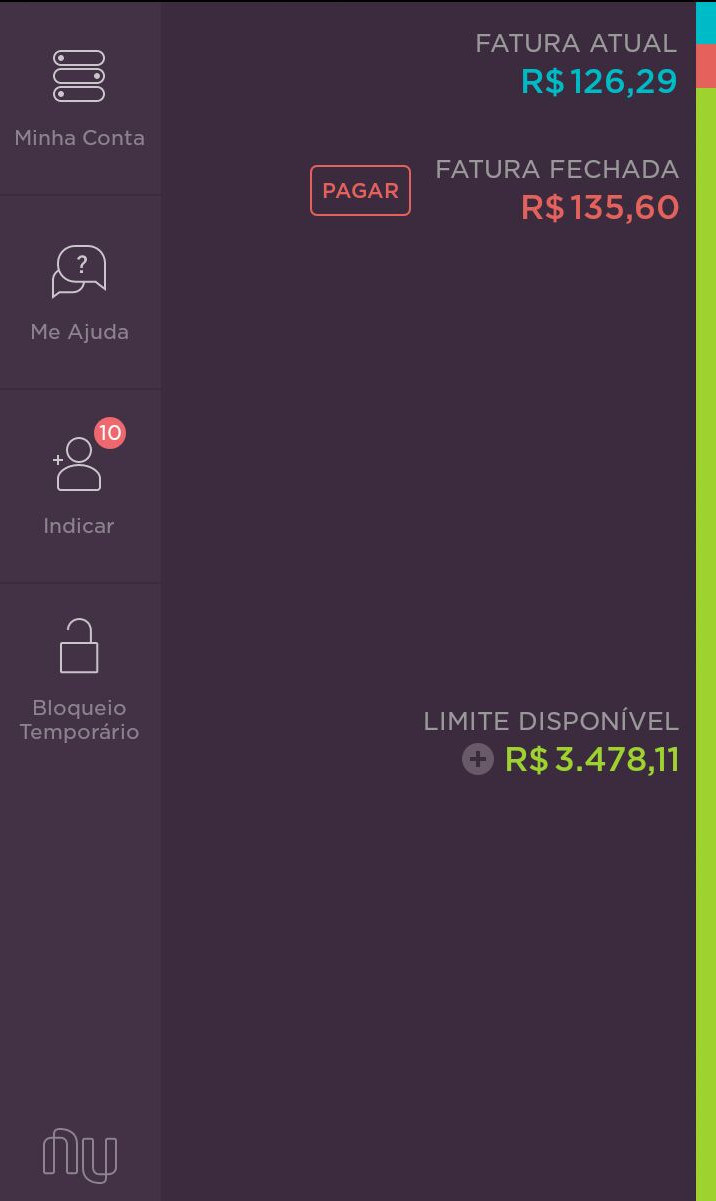 Minha Conta
?
Me Ajuda
10
Indicar
Bloqueio
Temporário
nu
FATURA ATUAL
R$ 126,29
PAGAR
FATURA FECHADA
R$ 135,60
LIMITE DISPONÍVEL
R$ 3.478,11